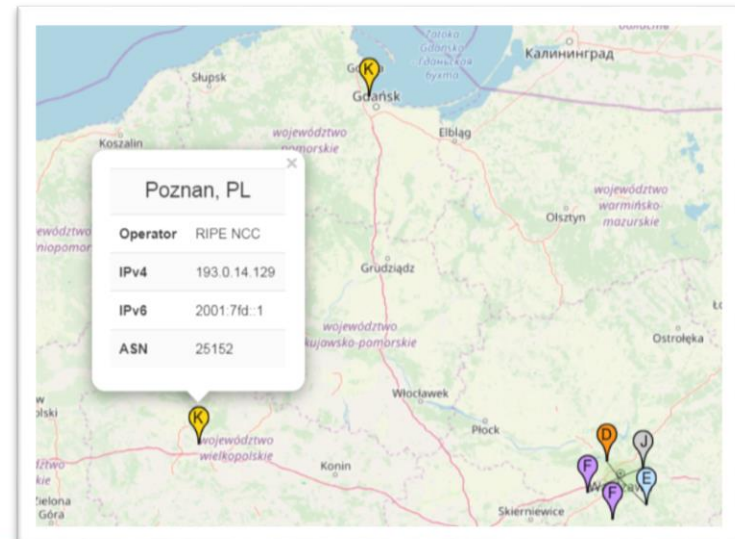 Zatoka
Gdańska
Калининград
Słupsk
K
Gdańsk
województwo
pomorskie
Elbląg
Koszalin
×
Poznan, PL
Operator RIPE NCC
IPv4 193.0.14.129
IPv6 2001:7fd::1
ASN 25152
województwo
warmińsko-
mazurskie
Olsztyn
Grudziądz
województwo
kujawsko-pomorskie
Ostrołęka
Włocławek
Płock
K
województwo
wielkopolskie
Konin
D
J
F
E
F
Skierniewice
Zielona
Góra